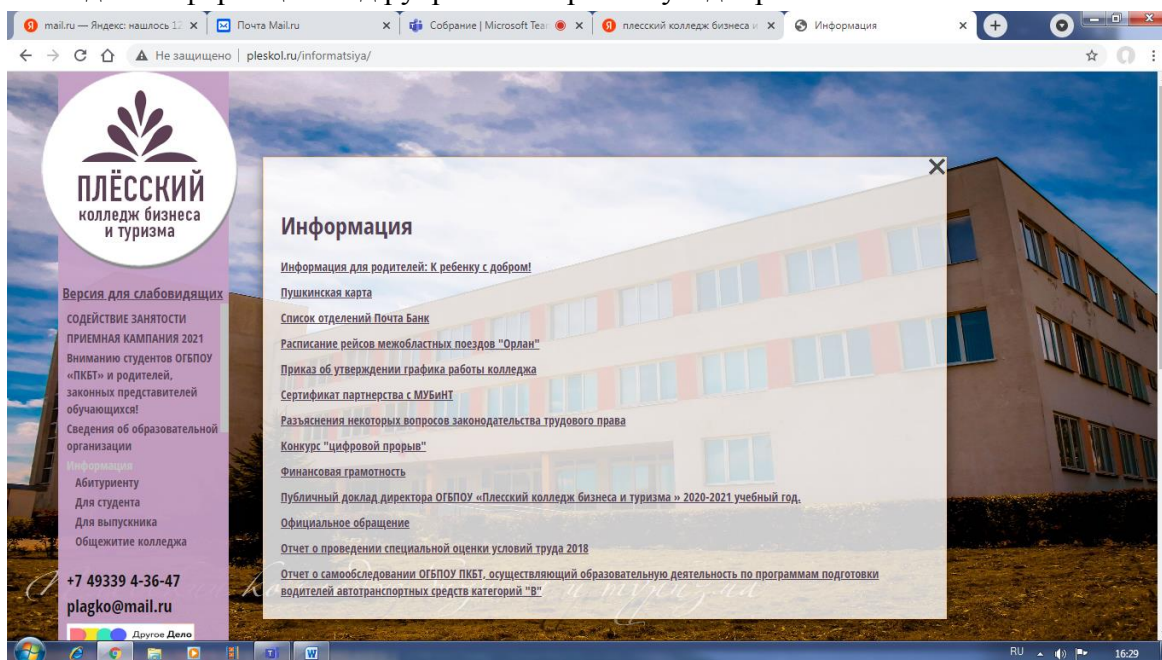 mail.ru — Яндекс: нашлось 12
Почта Mail.ru
Собрание | Microsoft Tea
плесский колледж бизнеса и
Информация
Не защищено | pleskol.ru/informatsiya/
ПЛЁССКИЙ
колледж бизнеса
и туризма
Версия для слабовидящих
СОДЕЙСТВИЕ ЗАНЯТОСТИ
ПРИЕМНАЯ КАМПАНИЯ 2021
Вниманию студентов ОГБПОУ
«ПКБТ» и родителей,
законных представителей
обучающихся!
Сведения об образовательной
организации
Информация
Абитуриенту
Для студента
Для выпускника
Общежитие колледжа
+7 49339 4-36-47
plagko@mail.ru
Другое Дело
Информация
Информация для родителей: К ребенку с добром!
Пушкинская карта
Список отделений Почта Банк
Расписание рейсов межобластных поездов "Орлан"
Приказ об утверждении графика работы колледжа
Сертификат партнерства с МУБиНТ
Разъяснения некоторых вопросов законодательства трудового права
Конкурс "цифровой прорыв"
Финансовая грамотность
Публичный доклад директора ОГБПОУ «Плесский колледж бизнеса и туризма » 2020-2021 учебный год.
Официальное обращение
Отчет о проведении специальной оценки условий труда 2018
Отчет о самообследовании ОГБПОУ ПКБТ, осуществляющий образовательную деятельность по программам подготовки
водителей автотранспортных средств категорий "В"
RU
16:29